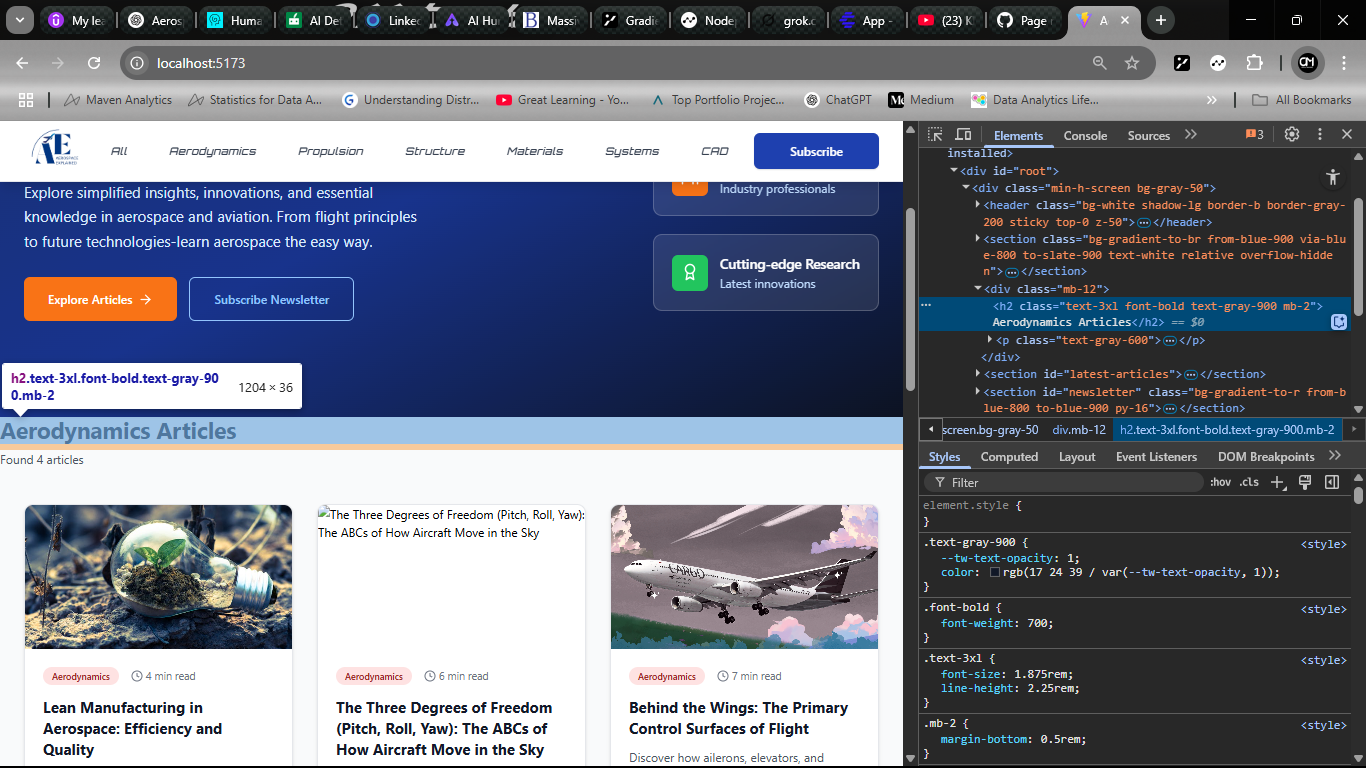 My lea
Aeros
Huma
AI Det
Linked
AI Hu
Massiv
Gradie
Node
grok.c
App -
(23) K
Page
A
localhost:5173
Maven Analytics
Statistics for Data A...
Understanding Distr...
Great Learning - Yo...
Top Portfolio Projec...
ChatGPT
Medium
Data Analytics Life...
All Bookmarks
AE
AEROSPACE
EXPLAINED
All
Aerodynamics
Propulsion
Structure
Materials
Systems
CAD
Subscribe
Explore simplified insights, innovations, and essential
knowledge in aerospace and aviation. From flight principles
to future technologies-learn aerospace the easy way.
Explore Articles →
Subscribe Newsletter
Industry professionals
Cutting-edge Research
Latest innovations
h2.text-3xl.font-bold.text-gray-90
0.mb-2
1204 × 36
Aerodynamics Articles
Found 4 articles
The Three Degrees of Freedom (Pitch, Roll, Yaw):
The ABCs of How Aircraft Move in the Sky
CARGO
Aerodynamics
4 min read
Lean Manufacturing in
Aerospace: Efficiency and
Quality
Aerodynamics
6 min read
The Three Degrees of Freedom
(Pitch, Roll, Yaw): The ABCs of
How Aircraft Move in the Sky
Aerodynamics
7 min read
Behind the Wings: The Primary
Control Surfaces of Flight
Discover how ailerons, elevators, and
Elements
Console
Sources
3
installed>
<div id="root">
<div class="min-h-screen bg-gray-50">
<header class="bg-white shadow-lg border-b border-gray-
200 sticky top-0 z-50"> </header>
<section class="bg-gradient-to-br from-blue-900 via-blu
e-800 to-slate-900 text-white relative overflow-hidde
n"> </section>
<div class="mb-12">
<h2 class="text-3xl font-bold text-gray-900 mb-2">
Aerodynamics Articles</h2> == $0
<p class="text-gray-600"> </p>
</div>
<section id="latest-articles"> </section>
<section id="newsletter" class="bg-gradient-to-r from-b
lue-800 to-blue-900 py-16"> </section>
screen.bg-gray-50
div.mb-12
h2.text-3xl.font-bold.text-gray-900.mb-2
Styles
Computed
Layout
Event Listeners
DOM Breakpoints
Filter
:hov
.cls
element.style {
}
.text-gray-900 { <style>
--tw-text-opacity: 1;
color: rgb(17 24 39 / var(--tw-text-opacity, 1));
}
.font-bold { <style>
font-weight: 700;
}
.text-3xl { <style>
font-size: 1.875rem;
line-height: 2.25rem;
}
.mb-2 { <style>
margin-bottom: 0.5rem;
}